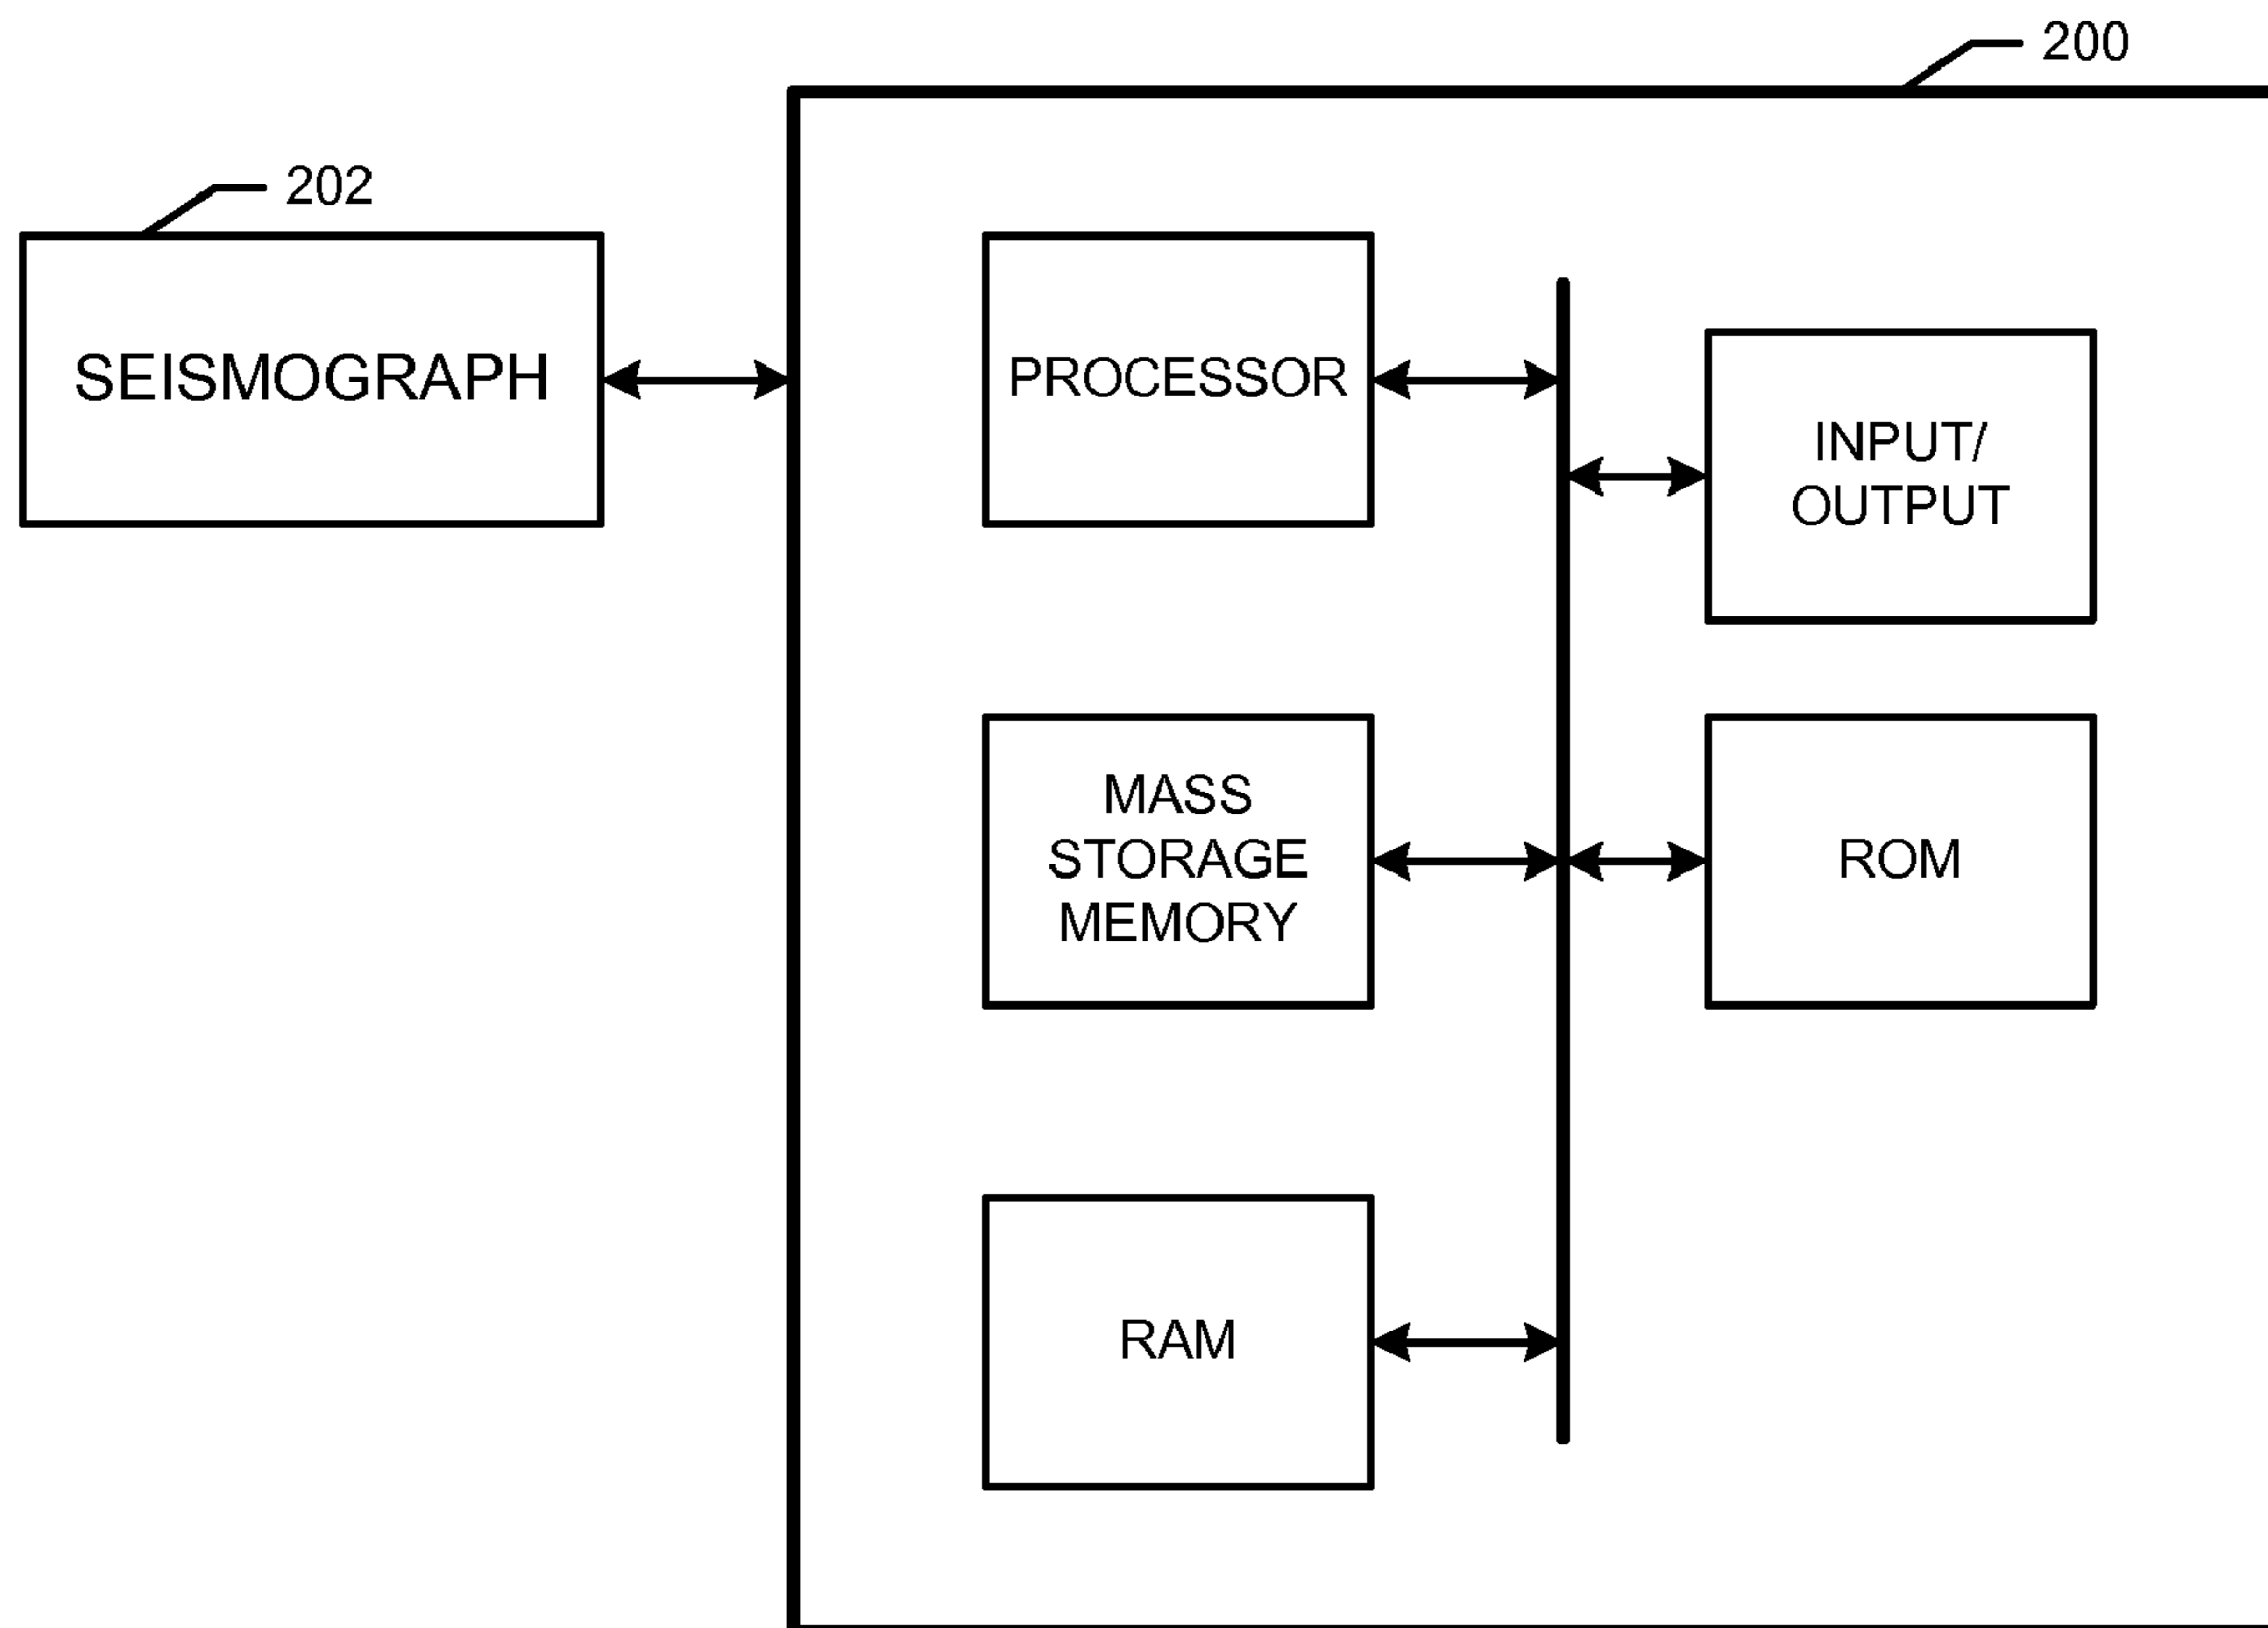 200
202
SEISMOGRAPH
PROCESSOR
INPUT/
OUTPUT
MASS
STORAGE
MEMORY
ROM
RAM